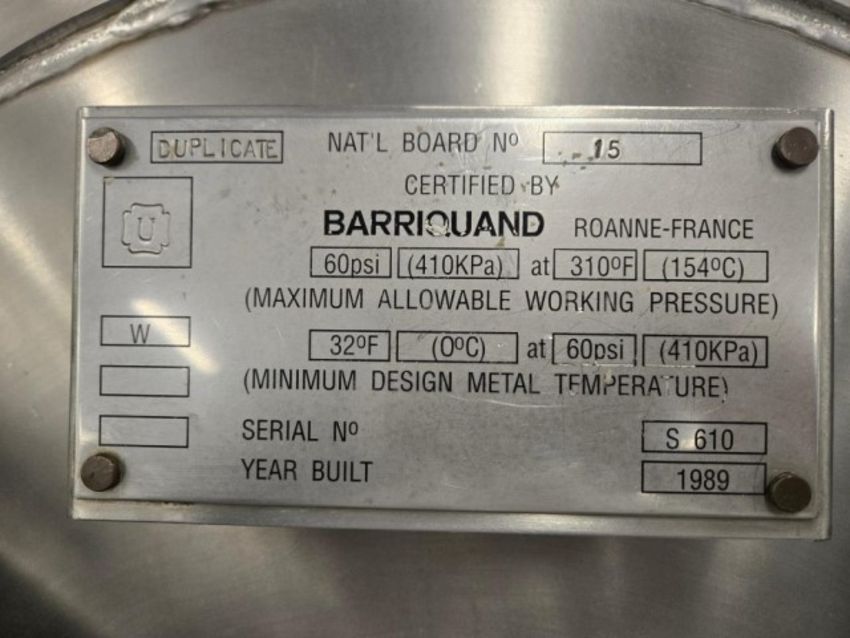 DUPLICATE NAT'L BOARD Nº 15
CERTIFIED BY
U
BARRIQUAND ROANNE-FRANCE
60psi (410KPa) at 310ºF (154ºC)
(MAXIMUM ALLOWABLE WORKING PRESSURE)
W
32ºF (0ºC) at 60psi (410KPa)
(MINIMUM DESIGN METAL TEMPERATURE)
SERIAL Nº S 610
YEAR BUILT 1989